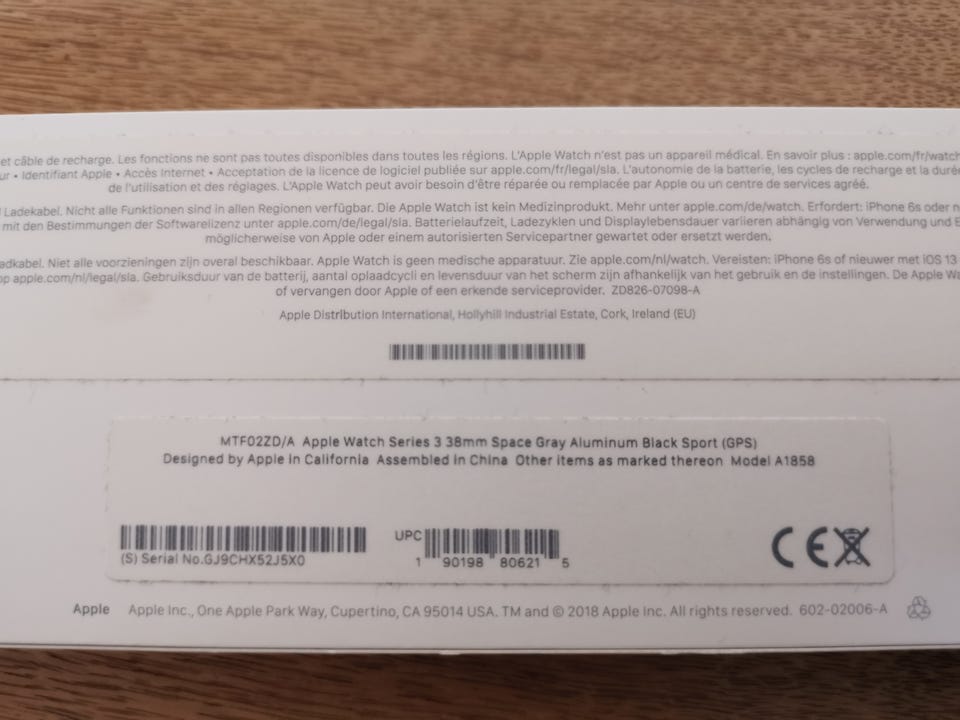 et câble de recharge. Les fonctions ne sont pas toutes disponibles dans toutes les régions. L'Apple Watch n'est pas un appareil médical. En savoir plus : apple.com/fr/watch
ur • Identifiant Apple • Accès Internet • Acceptation de la licence de logiciel publiée sur apple.com/fr/legal/sla. L'autonomie de la batterie, les cycles de recharge et la durée
de l'utilisation et des réglages. L'Apple Watch peut avoir besoin d'être réparée ou remplacée par Apple ou un centre de services agréé.
Ladekabel. Nicht alle Funktionen sind in allen Regionen verfügbar. Die Apple Watch ist kein Medizinprodukt. Mehr unter apple.com/de/watch. Erfordert: iPhone 6s oder
mit den Bestimmungen der Softwarelizenz unter apple.com/de/legal/sla. Batterielaufzeit, Ladezyklen und Displaylebensdauer variieren abhängig von Verwendung und
möglicherweise von Apple oder einem autorisierten Servicepartner gewartet oder ersetzt werden.
adkabel. Niet alle voorzieningen zijn overal beschikbaar. Apple Watch is geen medische apparatuur. Zie apple.com/nl/watch. Vereisten: iPhone 6s of nieuwer met iOS 13
op apple.com/nl/legal/sla. Gebruiksduur van de batterij, aantal oplaadcycli en levensduur van het scherm zijn afhankelijk van het gebruik en de instellingen. De Apple Wa
of vervangen door Apple of een erkende serviceprovider. ZD826-07098-A
Apple Distribution International, Hollyhill Industrial Estate, Cork, Ireland (EU)
MTF02ZD/A Apple Watch Series 3 38mm Space Gray Aluminum Black Sport (GPS)
Designed by Apple in California Assembled in China Other items as marked thereon Model A1858
UPC
(S) Serial No.GJ9CHX52J5X0
1 90198 80621 5
CE
Apple Apple Inc., One Apple Park Way, Cupertino, CA 95014 USA. TM and © 2018 Apple Inc. All rights reserved. 602-02006-A